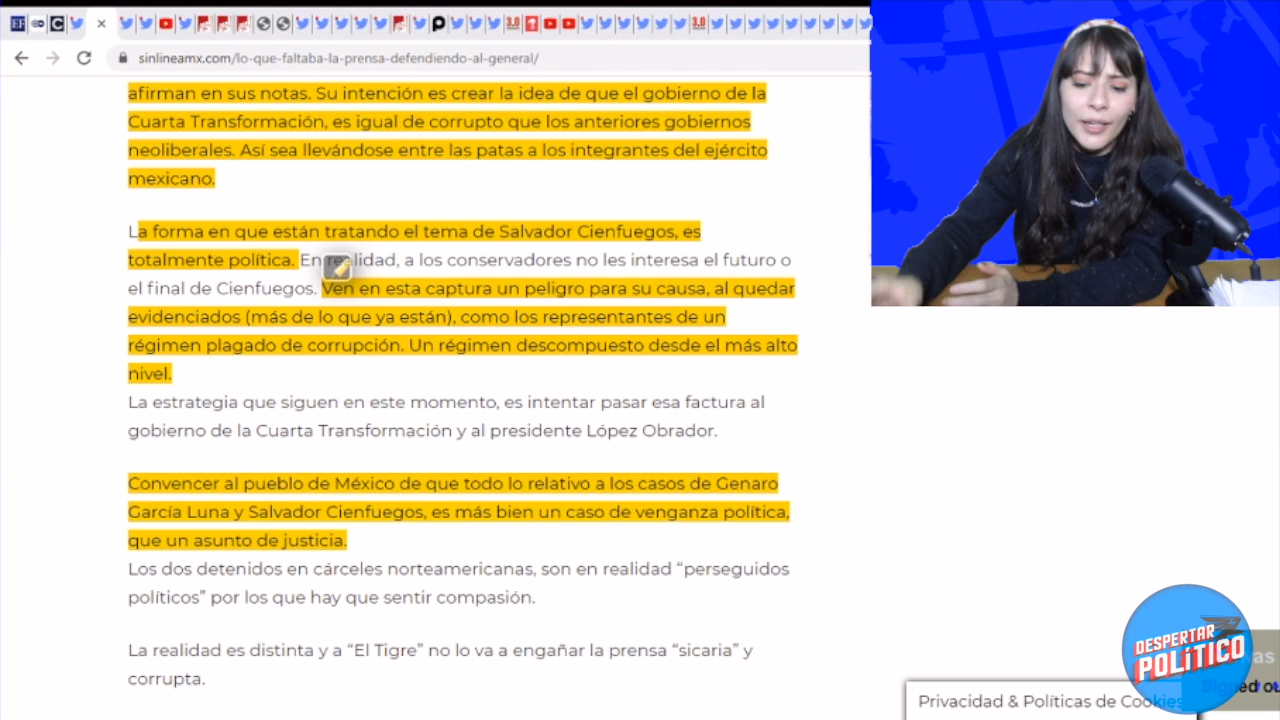 EF
C
3.0
3.0
sinlineamx.com/lo-que-faltaba-la-prensa-defendiendo-al-general/
afirman en sus notas. Su intención es crear la idea de que el gobierno de la
Cuarta Transformación, es igual de corrupto que los anteriores gobiernos
neoliberales. Así sea llevándose entre las patas a los integrantes del ejército
mexicano.
La forma en que están tratando el tema de Salvador Cienfuegos, es
totalmente política. En realidad, a los conservadores no les interesa el futuro o
el final de Cienfuegos. Ven en esta captura un peligro para su causa, al quedar
evidenciados (más de lo que ya están), como los representantes de un
régimen plagado de corrupción. Un régimen descompuesto desde el más alto
nivel.
La estrategia que siguen en este momento, es intentar pasar esa factura al
gobierno de la Cuarta Transformación y al presidente López Obrador.
Convencer al pueblo de México de que todo lo relativo a los casos de Genaro
García Luna y Salvador Cienfuegos, es más bien un caso de venganza política,
que un asunto de justicia.
Los dos detenidos en cárceles norteamericanas, son en realidad “perseguidos
políticos” por los que hay que sentir compasión.
La realidad es distinta y a “El Tigre” no lo va a engañar la prensa “sicaria” y
corrupta.
DESPERTAR
POLÍTICO
Privacidad & Políticas de Cookies